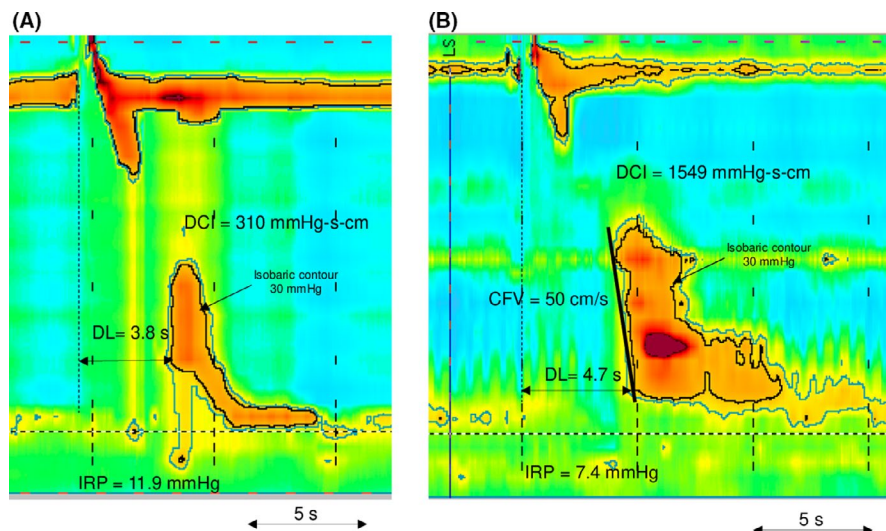 (A)
DCI = 310 mmHg-s-cm
Isobaric contour
30 mmHg
DL= 3.8 s
IRP = 11.9 mmHg
5 s
(B)
LS
DCI = 1549 mmHg-s-cm
Isobaric contour
30 mmHg
CFV = 50 cm/s
DL= 4.7 s
IRP = 7.4 mmHg
5 s